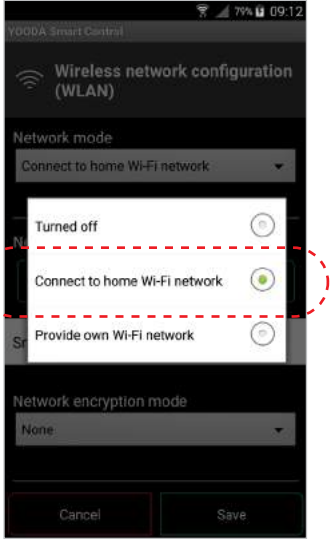 79% 09:12
YOODA Smart Control
Wireless network configuration
(WLAN)
Network mode
Connect to home Wi-Fi network
Turned off
Connect to home Wi-Fi network
Provide own Wi-Fi network
Network encryption mode
None
Cancel
Save